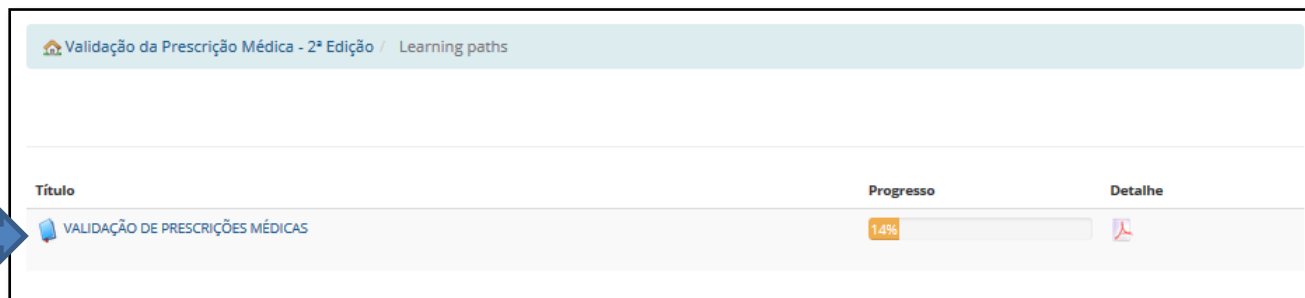 Validação da Prescrição Médica - 2ª Edição / Learning paths
Título Progresso Detalhe
VALIDAÇÃO DE PRESCRIÇÕES MÉDICAS 14%